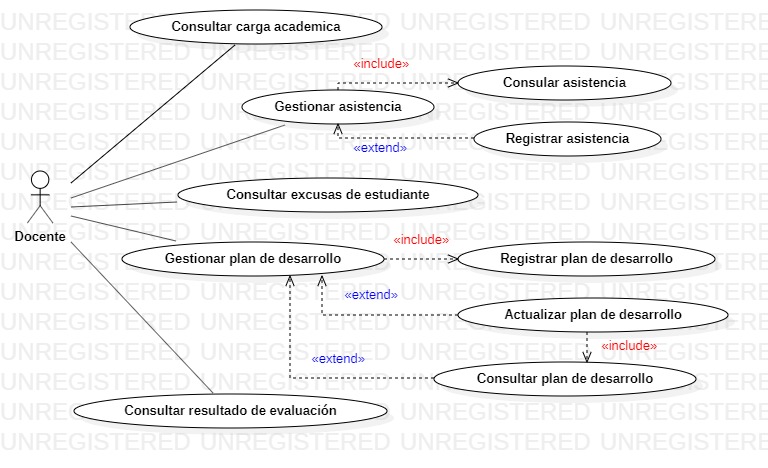 Consultar carga academica
«include»
Consular asistencia
Gestionar asistencia
Registrar asistencia
«extend»
Consultar excusas de estudiante
Docente
«include»
Gestionar plan de desarrollo
Registrar plan de desarrollo
«extend»
Actualizar plan de desarrollo
«include»
«extend»
Consultar plan de desarrollo
Consultar resultado de evaluación
UNREGISTERED UNREGISTERED UNREGISTERED UNREGISTERED